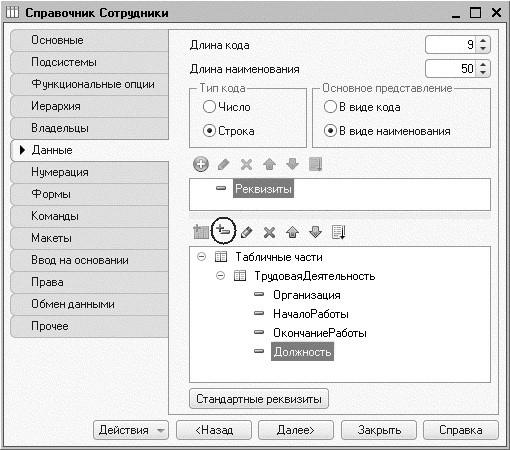 Справочник Сотрудники
Основные
Подсистемы
Функциональные опции
Иерархия
Владельцы
Данные
Нумерация
Формы
Команды
Макеты
Ввод на основании
Права
Обмен данными
Прочее
Длина кода 9
Длина наименования 50
Тип кода
Число
Строка
Основное представление
В виде кода
В виде наименования
Реквизиты
Табличные части
ТрудоваяДеятельность
Организация
НачалоРаботы
ОкончаниеРаботы
Должность
Стандартные реквизиты
Действия <Назад Далее> Закрыть Справка